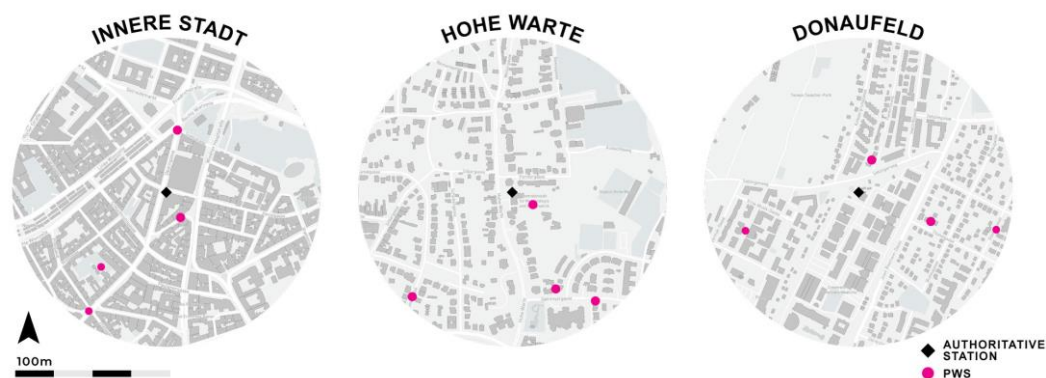 INNERE STADT
HOHE WARTE
DONAUFELD
100m
AUTHORITATIVE
STATION
PWS